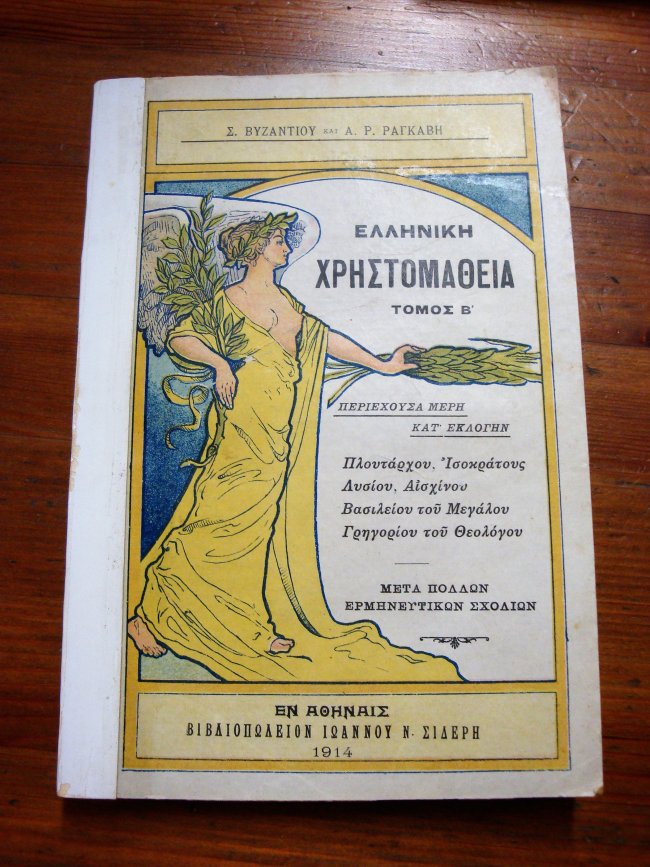 Σ. ΒΥΖΑΝΤΙΟΥ ΚΑΙ Α. Ρ. ΡΑΓΚΑΒΗ
ΕΛΛΗΝΙΚΗ
ΧΡΗΣΤΟΜΑΘΕΙΑ
ΤΟΜΟΣ Β΄
ΠΕΡΙΕΧΟΥΣΑ ΜΕΡΗ
ΚΑΤ' ΕΚΛΟΓΗΝ
Πλουτάρχου, Ἰσοκράτους
Λυσίου, Αἰσχίνου
Βασιλείου τοῦ Μεγάλου
Γρηγορίου τοῦ Θεολόγου
ΜΕΤΑ ΠΟΛΛΩΝ
ΕΡΜΗΝΕΥΤΙΚΩΝ ΣΧΟΛΙΩΝ
ΕΝ ΑΘΗΝΑΙΣ
ΒΙΒΛΙΟΠΩΛΕΙΟΝ ΙΩΑΝΝΟΥ Ν. ΣΙΔΕΡΗ
1914